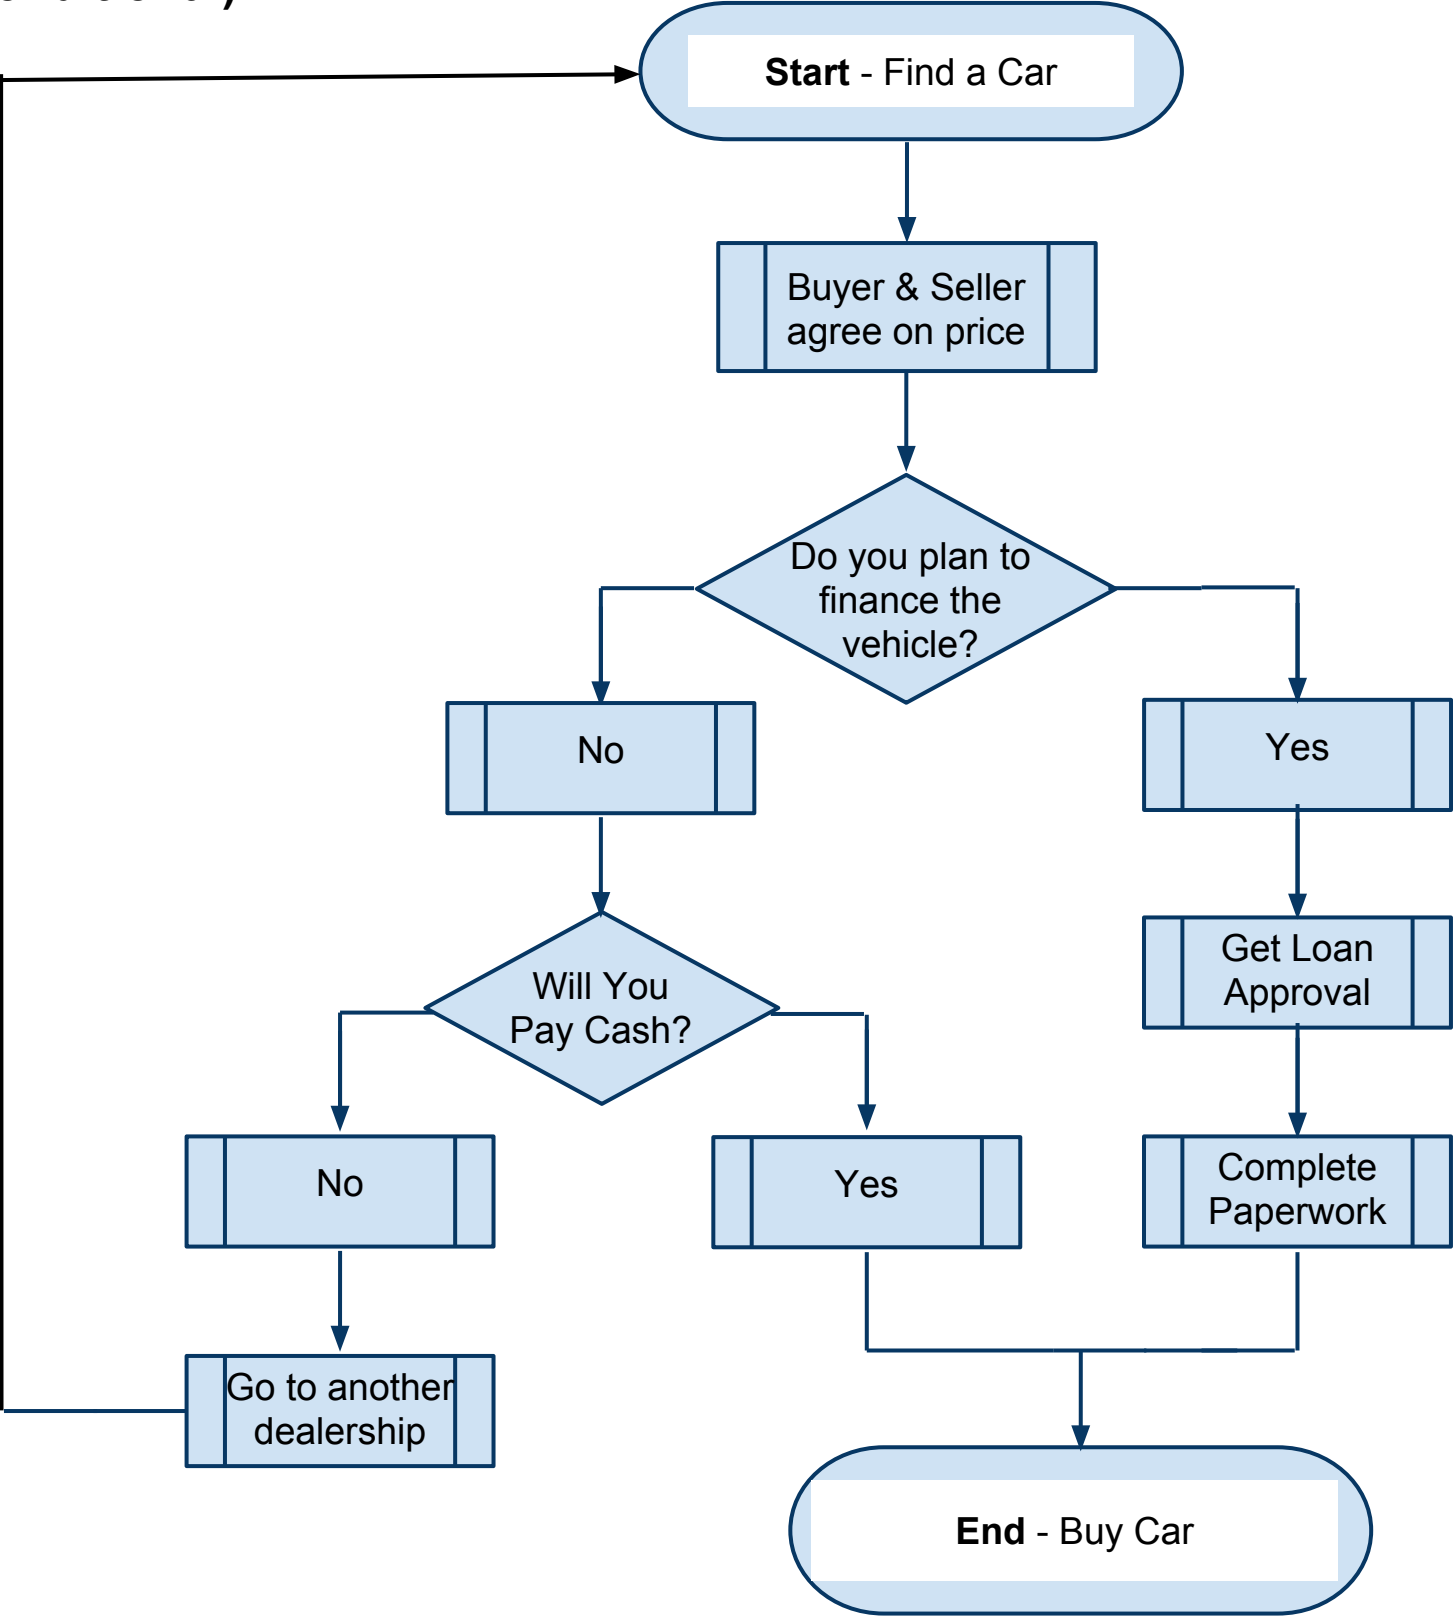 Start - Find a Car
Buyer & Seller
agree on price
Do you plan to
finance the
vehicle?
No
Yes
Will You
Pay Cash?
Get Loan
Approval
No
Yes
Complete
Paperwork
Go to another
dealership
End - Buy Car